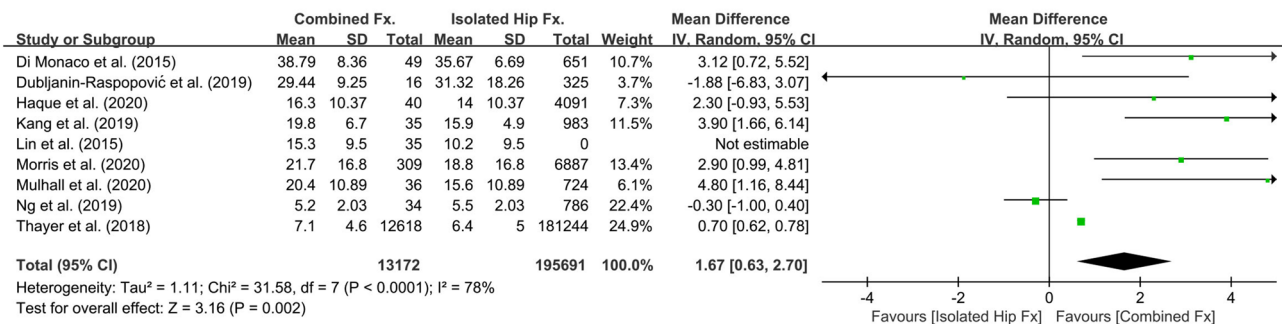 Combined Fx. Isolated Hip Fx. Mean Difference Mean Difference
Study or Subgroup Mean SD Total Mean SD Total Weight IV, Random, 95% CI IV, Random, 95% CI
Di Monaco et al. (2015) 38.79 8.36 49 35.67 6.69 651 10.7% 3.12 [0.72, 5.52]
Dubljanin-Raspopović et al. (2019) 29.44 9.25 16 31.32 18.26 325 3.7% -1.88 [-6.83, 3.07]
Haque et al. (2020) 16.3 10.37 40 14 10.37 4091 7.3% 2.30 [-0.93, 5.53]
Kang et al. (2019) 19.8 6.7 35 15.9 4.9 983 11.5% 3.90 [1.66, 6.14]
Lin et al. (2015) 15.3 9.5 35 10.2 9.5 0 Not estimable
Morris et al. (2020) 21.7 16.8 309 18.8 16.8 6887 13.4% 2.90 [0.99, 4.81]
Mulhall et al. (2020) 20.4 10.89 36 15.6 10.89 724 6.1% 4.80 [1.16, 8.44]
Ng et al. (2019) 5.2 2.03 34 5.5 2.03 786 22.4% -0.30 [-1.00, 0.40]
Thayer et al. (2018) 7.1 4.6 12618 6.4 5 181244 24.9% 0.70 [0.62, 0.78]
Total (95% CI) 13172 195691 100.0% 1.67 [0.63, 2.70]
Heterogeneity: Tau² = 1.11; Chi² = 31.58, df = 7 (P < 0.0001); I² = 78%
Test for overall effect: Z = 3.16 (P = 0.002)
-4 -2 0 2 4
Favours [Isolated Hip Fx] Favours [Combined Fx]